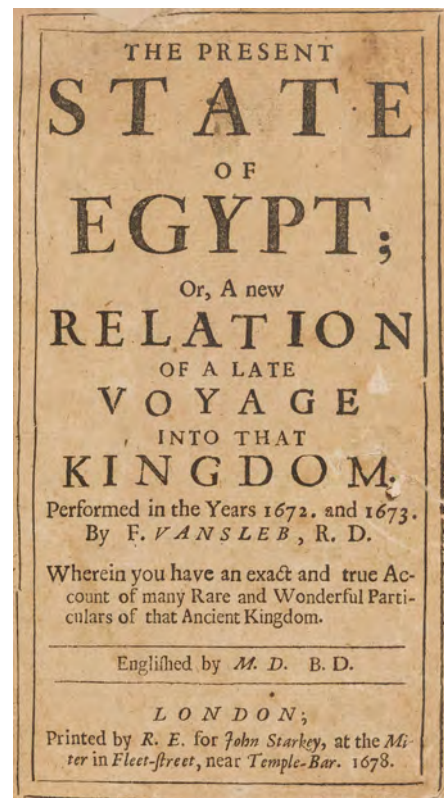 THE PRESENT
STATE
OF
EGYPT;
Or, A new
RELATION
OF A LATE
VOYAGE
INTO THAT
KINGDOM.
Performed in the Years 1672. and 1673.
By F. VANSLEB, R. D.
Wherein you have an exact and true Ac-
count of many Rare and Wonderful Parti-
culars of that Ancient Kingdom.
Engliſhed by M. D. B. D.
LONDON;
Printed by R. E. for John Starkey, at the Mi-
ter in Fleet-ſtreet, near Temple-Bar. 1678.